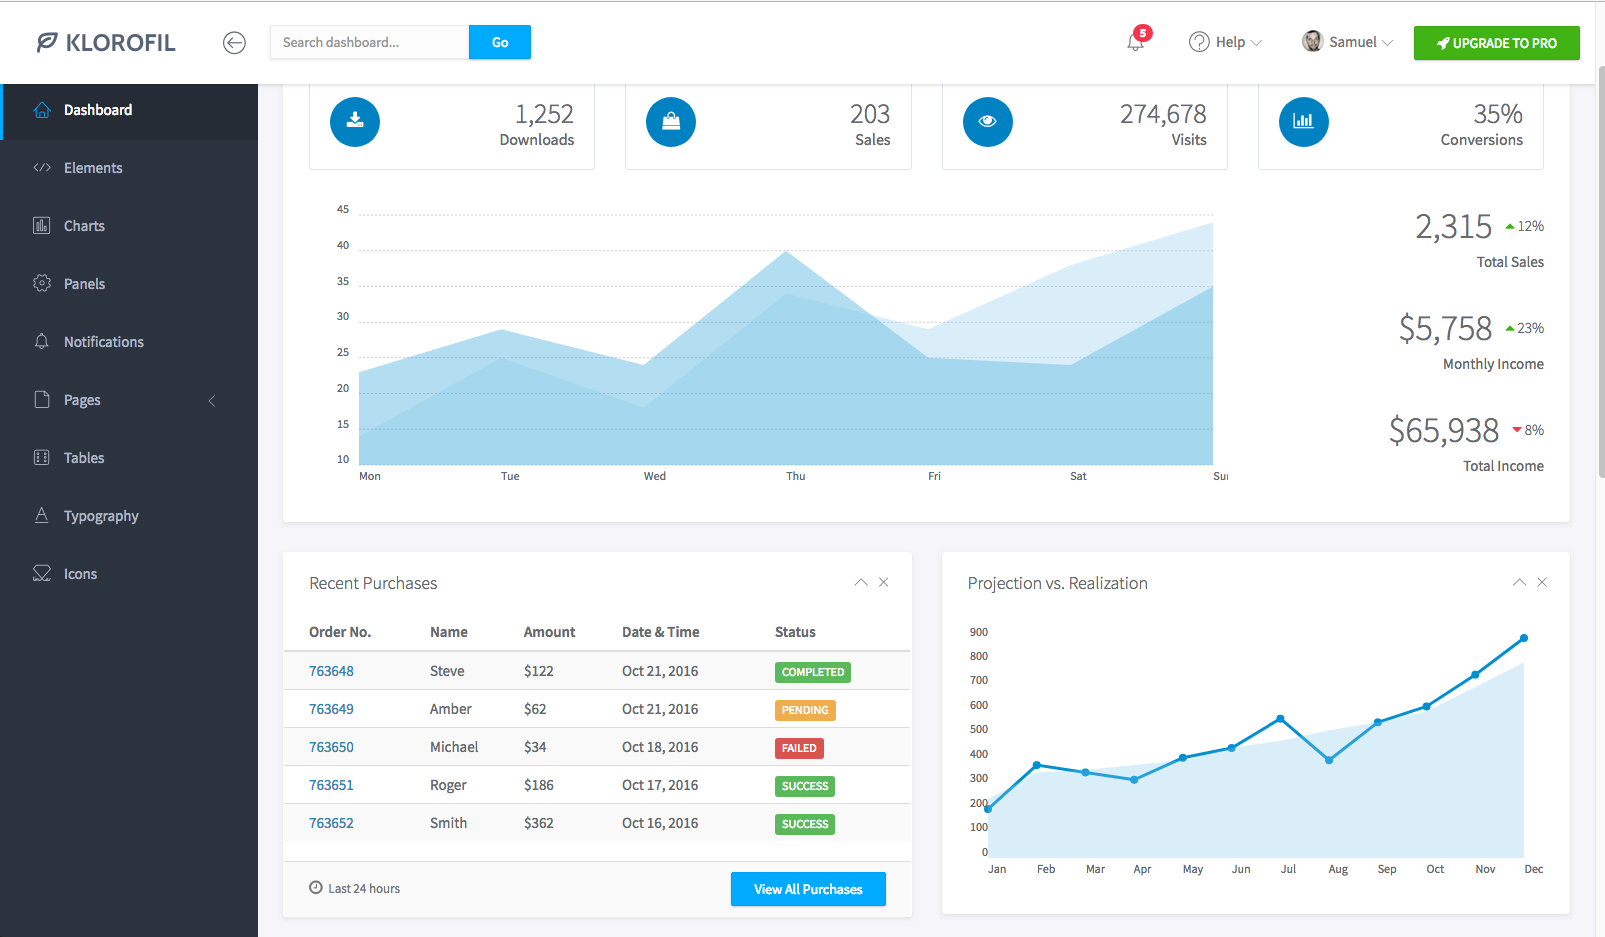 KLOROFIL
Search dashboard...
Go
5
Help
Samuel
UPGRADE TO PRO
Dashboard
Elements
Charts
Panels
Notifications
Pages
Tables
Typography
Icons
1,252
Downloads
203
Sales
274,678
Visits
35%
Conversions
45
40
35
30
25
20
15
10
Mon Tue Wed Thu Fri Sat Su
2,315 12%
Total Sales
$5,758 23%
Monthly Income
$65,938 8%
Total Income
Recent Purchases
Order No. Name Amount Date & Time Status
763648 Steve $122 Oct 21, 2016 COMPLETED
763649 Amber $62 Oct 21, 2016 PENDING
763650 Michael $34 Oct 18, 2016 FAILED
763651 Roger $186 Oct 17, 2016 SUCCESS
763652 Smith $362 Oct 16, 2016 SUCCESS
Last 24 hours
View All Purchases
Projection vs. Realization
900
800
700
600
500
400
300
200
100
0
Jan Feb Mar Apr May Jun Jul Aug Sep Oct Nov Dec